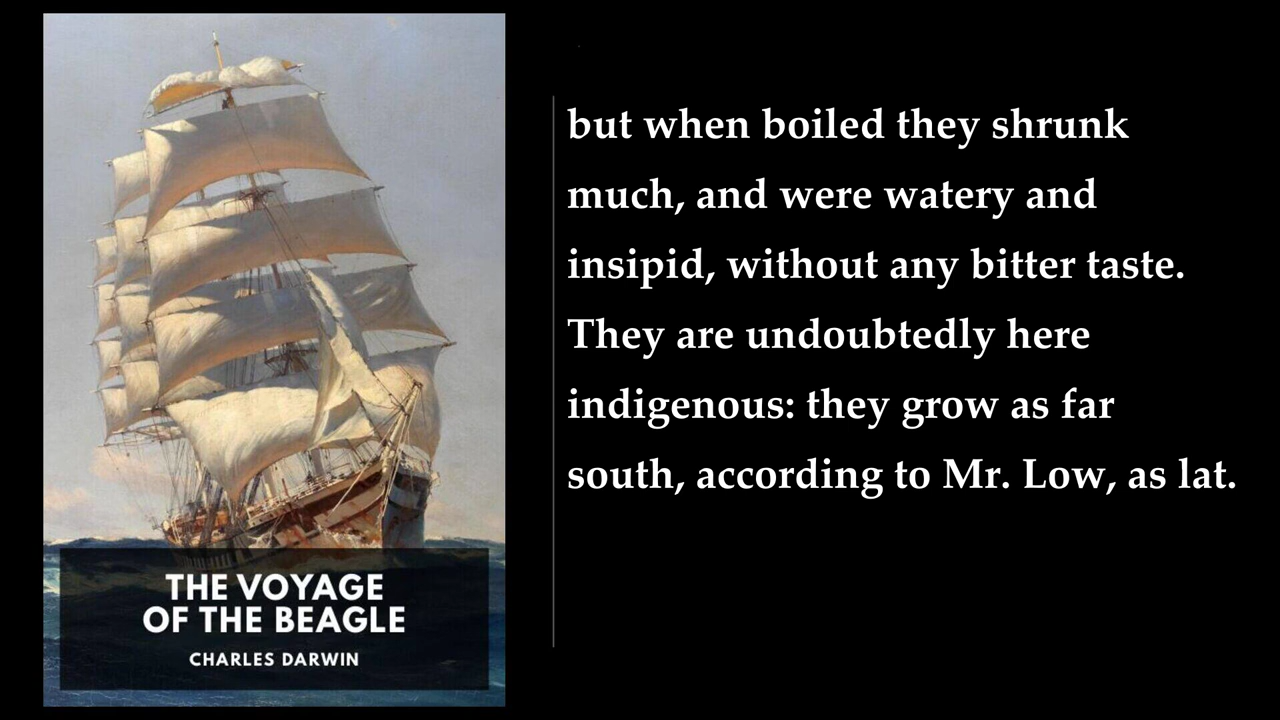 THE VOYAGE
OF THE BEAGLE
CHARLES DARWIN
but when boiled they shrunk
much, and were watery and
insipid, without any bitter taste.
They are undoubtedly here
indigenous: they grow as far
south, according to Mr. Low, as lat.